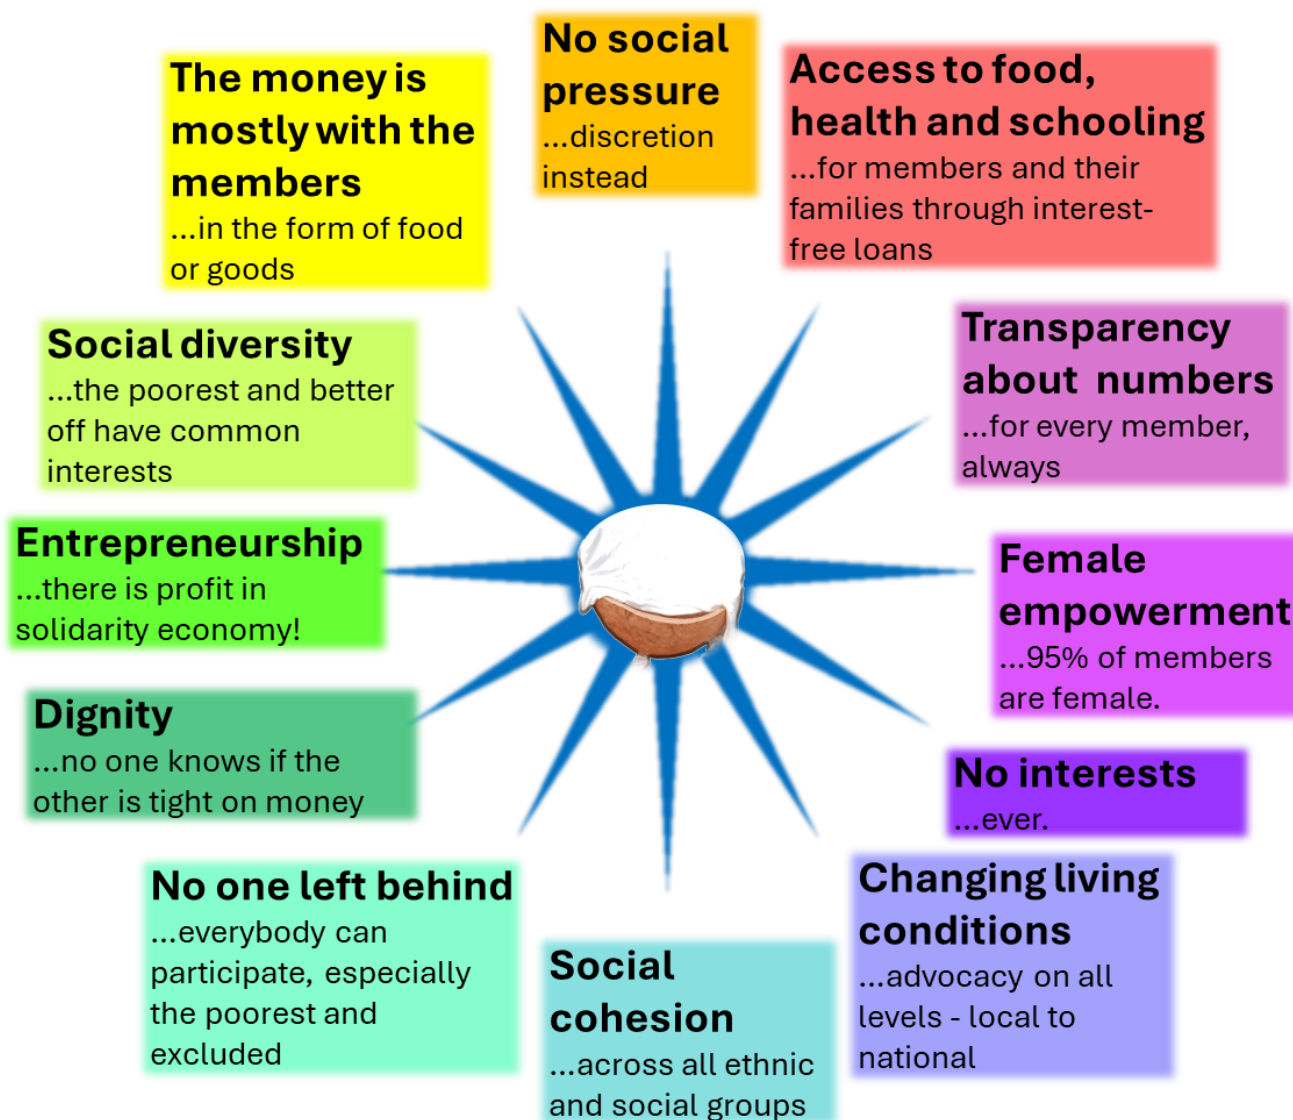 No social
pressure
...discretion
instead
Access to food,
health and schooling
...for members and their
families through interest-
free loans
Transparency
about numbers
...for every member,
always
Female
empowerment
...95% of members
are female.
No interests
...ever.
Changing living
conditions
...advocacy on all
levels - local to
national
Social
cohesion
...across all ethnic
and social groups
No one left behind
...everybody can
participate, especially
the poorest and
excluded
Dignity
...no one knows if the
other is tight on money
Entrepreneurship
...there is profit in
solidarity economy!
Social diversity
...the poorest and better
off have common
interests
The money is
mostly with the
members
...in the form of food
or goods